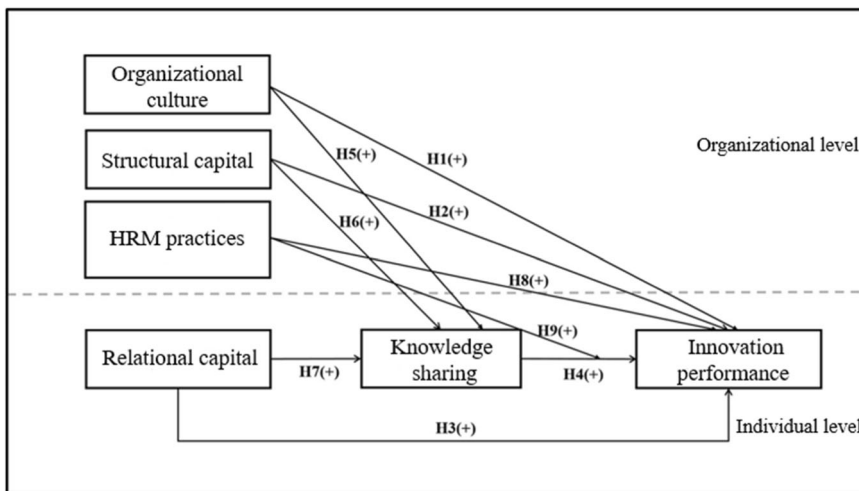 Organizational
culture
H5(+)
H1(+)
Organizational level
Structural capital
H2(+)
H6(+)
HRM practices
H8(+)
H9(+)
Relational capital
Knowledge
sharing
Innovation
performance
H7(+)
H4(+)
H3(+)
Individual level